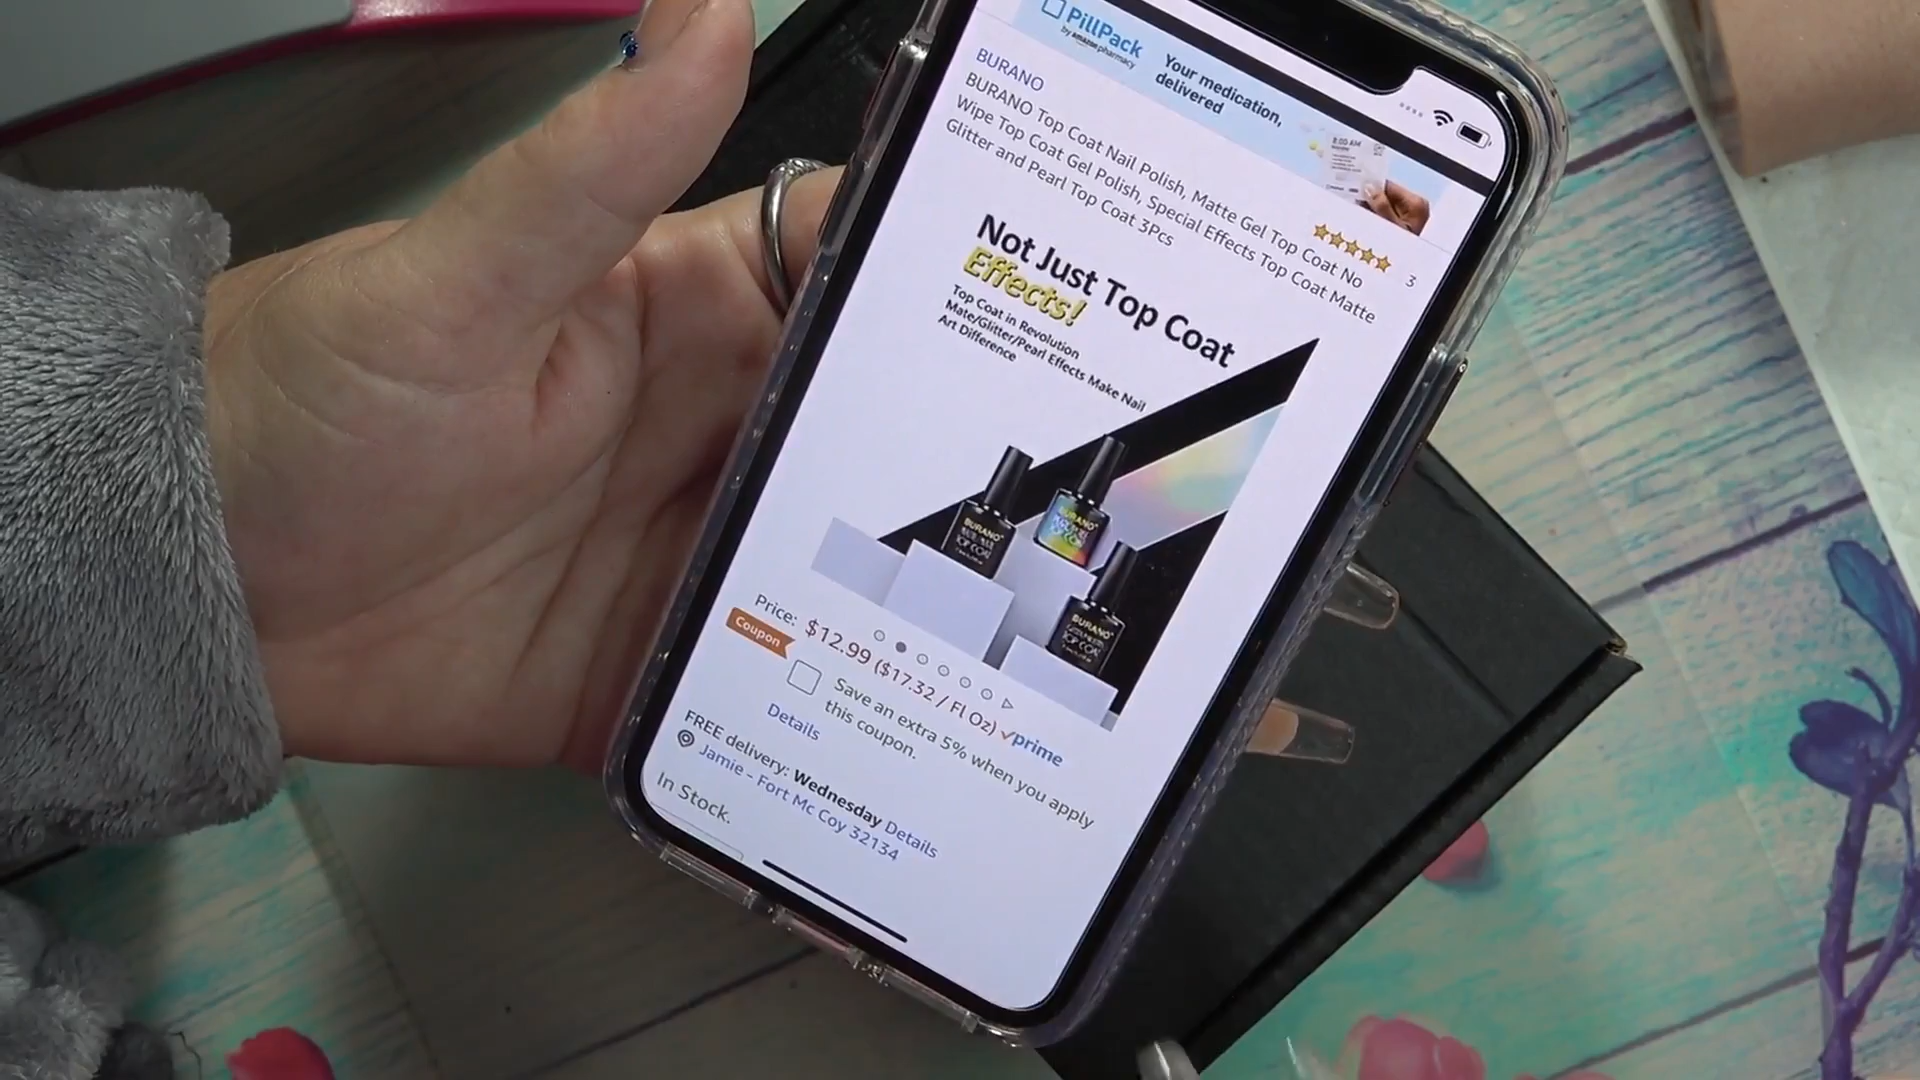 PillPack
by amazon pharmacy
Your medication,
delivered
8:00 AM
BURANO
BURANO Top Coat Nail Polish, Matte Gel Top Coat No
Wipe Top Coat Gel Polish, Special Effects Top Coat Matte
Glitter and Pearl Top Coat 3Pcs
3
Not Just Top Coat
Effects!
Top Coat in Revolution
Mate/Glitter/Pearl Effects Make Nail
Art Difference
BURANO
TOP COAT
BURANO
BURANO
TOP COAT
Price: $12.99 ($17.32 / Fl Oz) prime
Coupon
Save an extra 5% when you apply
this coupon.
Details
FREE delivery: Wednesday Details
Jamie - Fort Mc Coy 32134
In Stock.